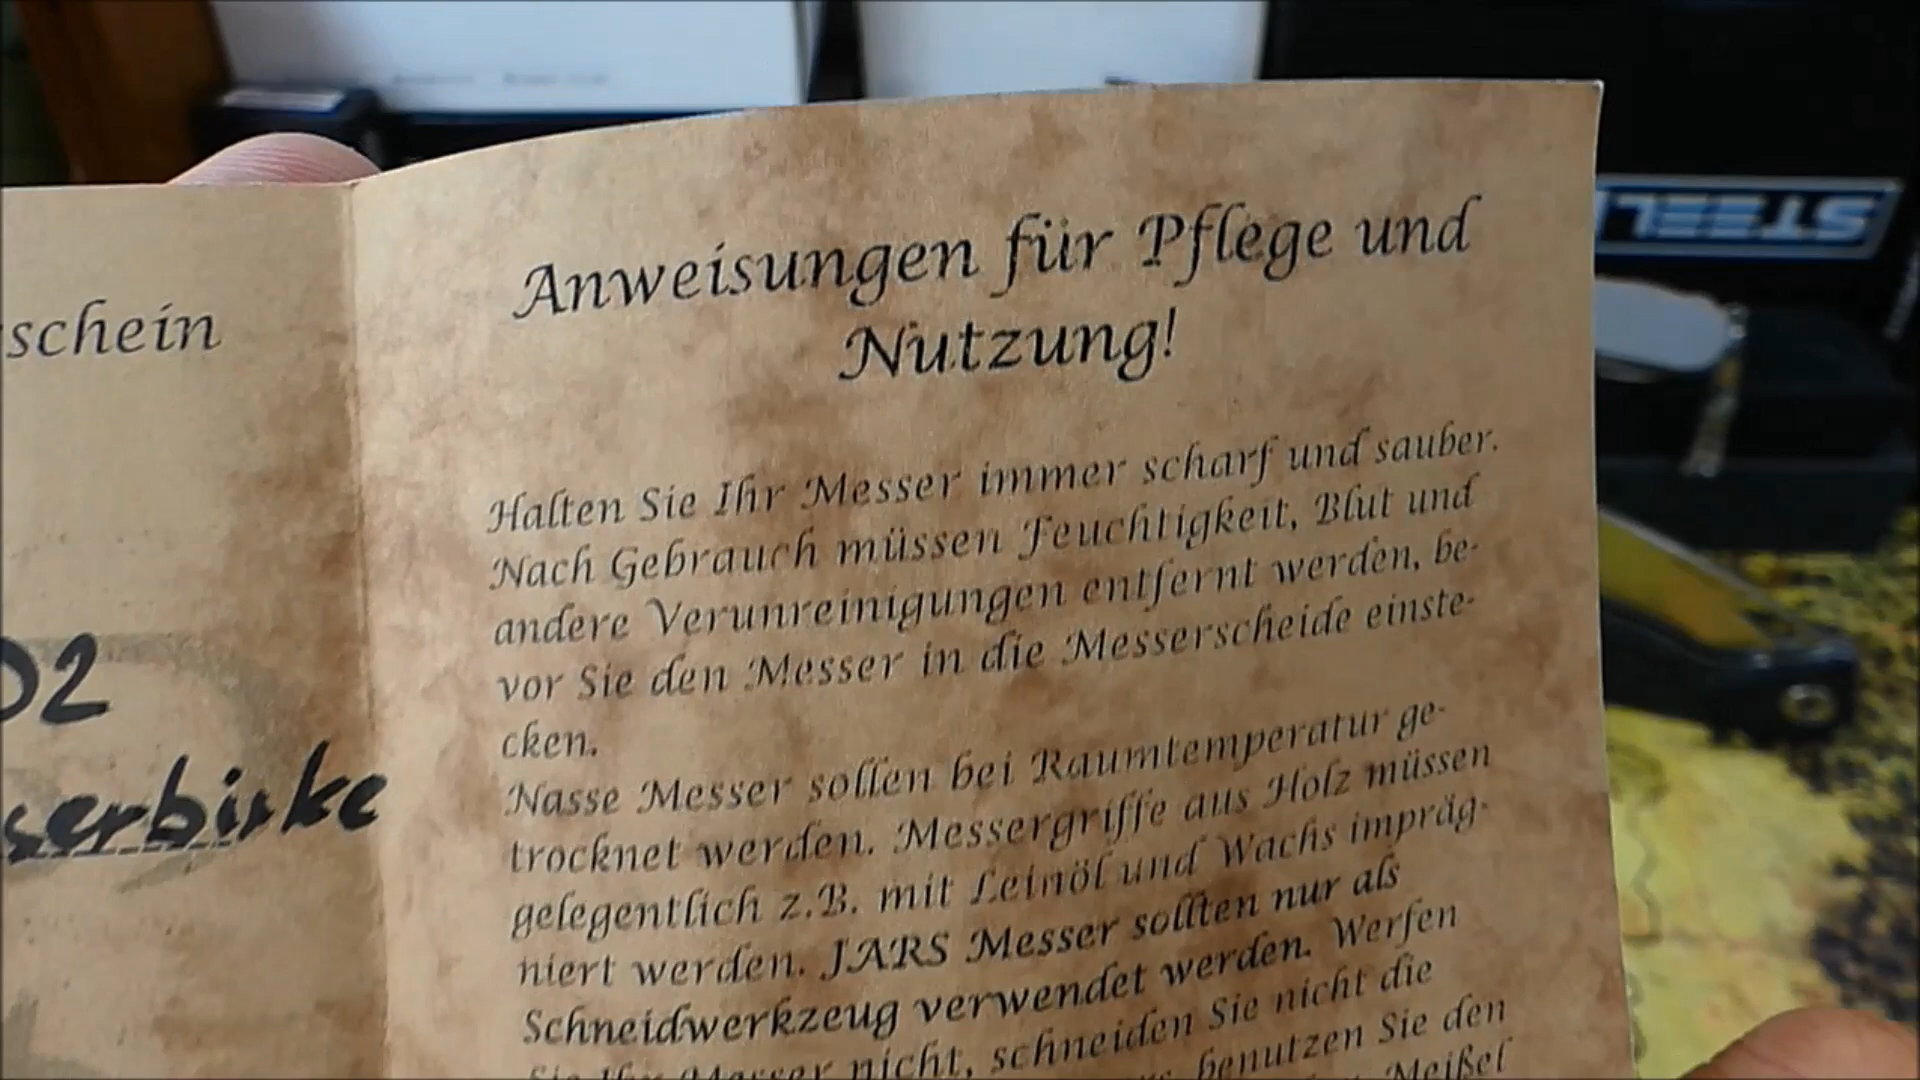 schein
D2
serbirke
Anweisungen für Pflege und
Nutzung!
Halten Sie Ihr Messer immer scharf und sauber.
Nach Gebrauch müssen Feuchtigkeit, Blut und
andere Verunreinigungen entfernt werden, be-
vor Sie den Messer in die Messerscheide einste-
cken.
Nasse Messer sollen bei Raumtemperatur ge-
trocknet werden. Messergriffe aus Holz müssen
gelegentlich z.B. mit Leinöl und Wachs impräg-
niert werden. JARS Messer sollten nur als
Schneidwerkzeug verwendet werden. Werfen
Sie Ihr Messer nicht, schneiden Sie nicht die
benutzen Sie den
Meißel
STEEL